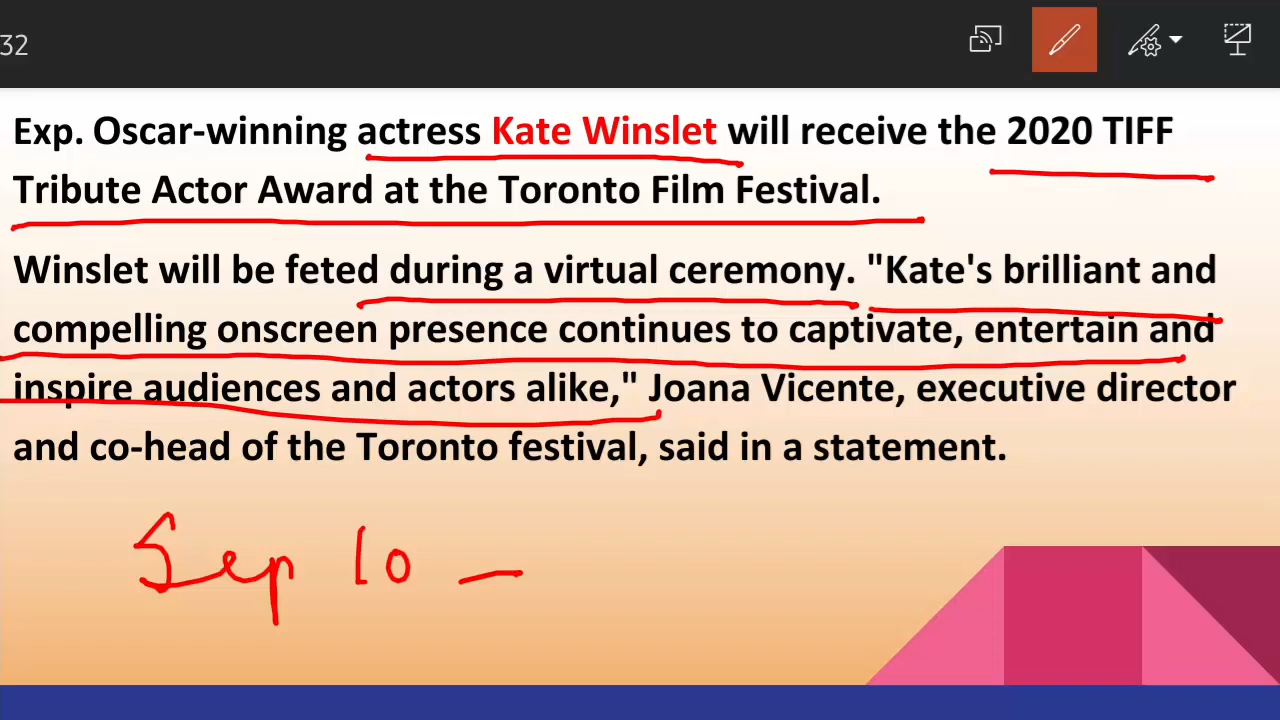 32
Exp. Oscar-winning actress Kate Winslet will receive the 2020 TIFF
Tribute Actor Award at the Toronto Film Festival.
Winslet will be feted during a virtual ceremony. "Kate's brilliant and
compelling onscreen presence continues to captivate, entertain and
inspire audiences and actors alike," Joana Vicente, executive director
and co-head of the Toronto festival, said in a statement.
Sep 10 —